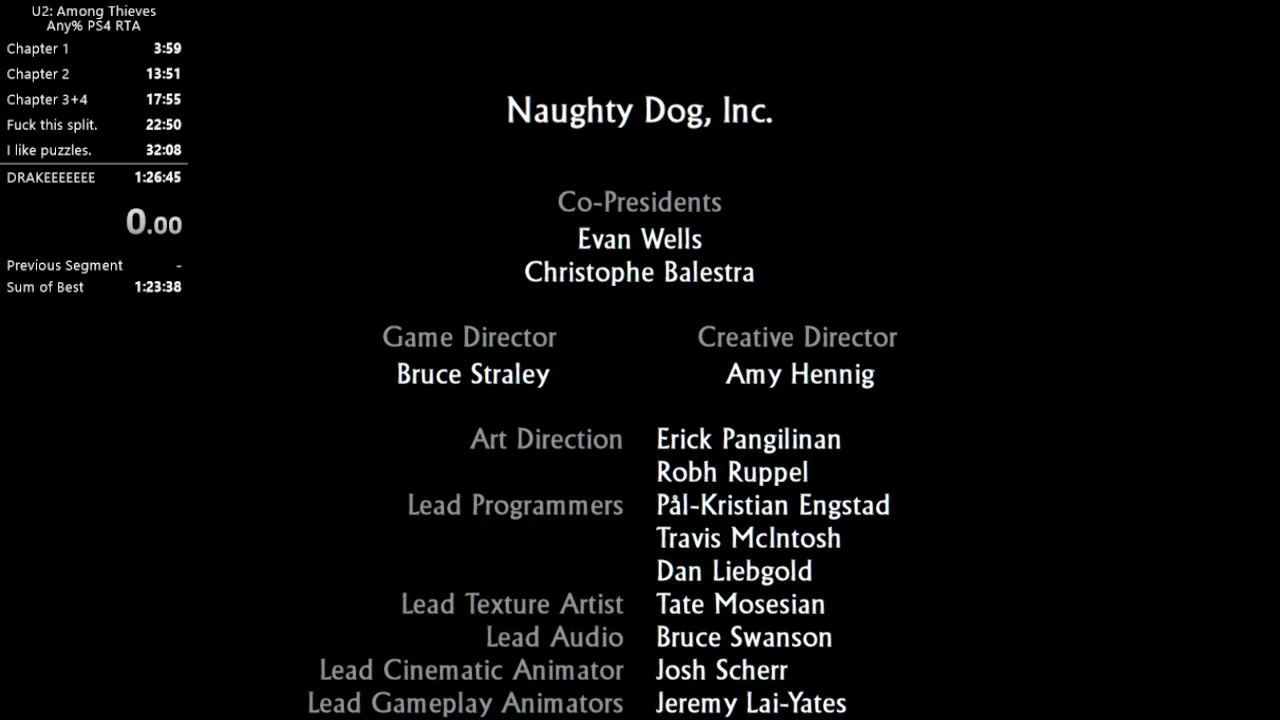 U2: Among Thieves
Any% PS4 RTA
Chapter 1 3:59
Chapter 2 13:51
Chapter 3+4 17:55
Fuck this split. 22:50
I like puzzles. 32:08
DRAKEEEEEEE 1:26:45
0.00
Previous Segment -
Sum of Best 1:23:38
Naughty Dog, Inc.
Co-Presidents
Evan Wells
Christophe Balestra
Game Director Creative Director
Bruce Straley Amy Hennig
Art Direction Erick Pangilinan
Robh Ruppel
Lead Programmers Pål-Kristian Engstad
Travis McIntosh
Dan Liebgold
Lead Texture Artist Tate Mosesian
Lead Audio Bruce Swanson
Lead Cinematic Animator Josh Scherr
Lead Gameplay Animators Jeremy Lai-Yates